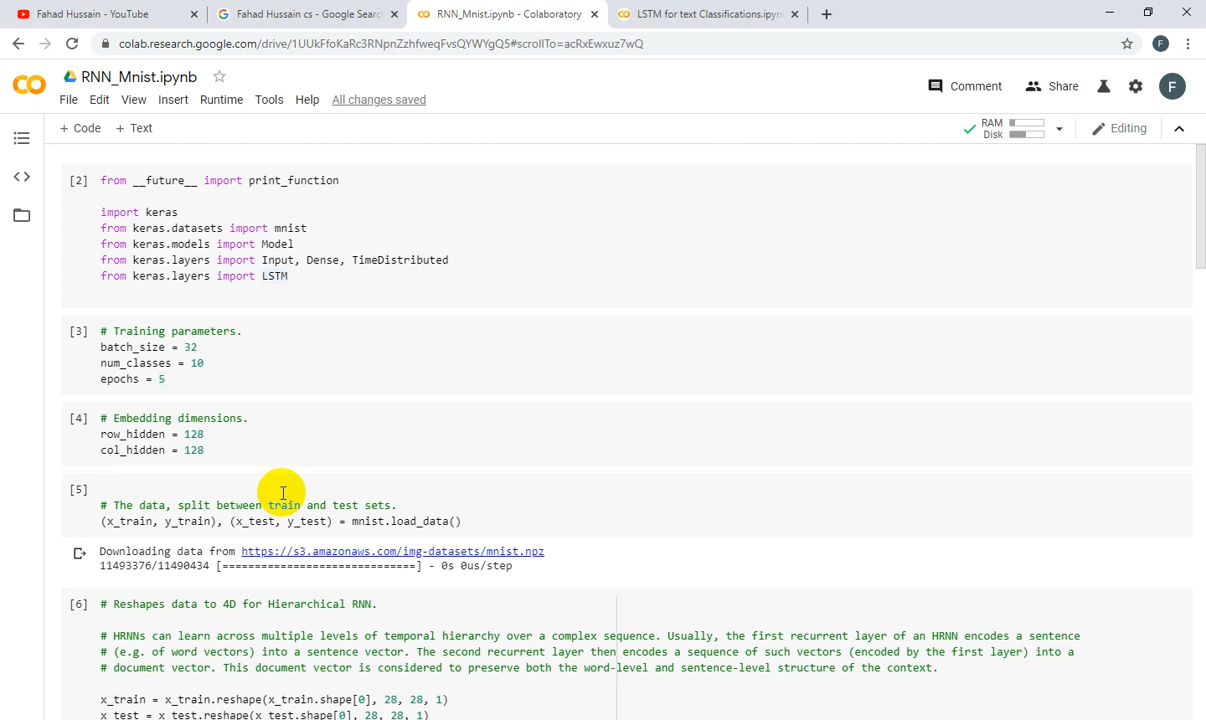 Fahad Hussain - YouTube
Fahad Hussain cs - Google Searc
RNN_Mnist.ipynb - Colaboratory
LSTM for text Classifications.ipyn
colab.research.google.com/drive/1UUkFfoKaRc3RNpnZzhfweqFvsQYWYgQ5#scrollTo=acRxEwxuz7wQ
F
RNN_Mnist.ipynb
File Edit View Insert Runtime Tools Help All changes saved
Comment Share F
+ Code + Text
RAM
Disk
Editing
[2] from __future__ import print_function
import keras
from keras.datasets import mnist
from keras.models import Model
from keras.layers import Input, Dense, TimeDistributed
from keras.layers import LSTM
[3] # Training parameters.
batch_size = 32
num_classes = 10
epochs = 5
[4] # Embedding dimensions.
row_hidden = 128
col_hidden = 128
[5]
# The data, split between train and test sets.
(x_train, y_train), (x_test, y_test) = mnist.load_data()
Downloading data from https://s3.amazonaws.com/img-datasets/mnist.npz
11493376/11490434 [==============================] - 0s 0us/step
[6] # Reshapes data to 4D for Hierarchical RNN.
# HRNNs can learn across multiple levels of temporal hierarchy over a complex sequence. Usually, the first recurrent layer of an HRNN encodes a sentence
# (e.g. of word vectors) into a sentence vector. The second recurrent layer then encodes a sequence of such vectors (encoded by the first layer) into a
# document vector. This document vector is considered to preserve both the word-level and sentence-level structure of the context.
x_train = x_train.reshape(x_train.shape[0], 28, 28, 1)
x_test = x_test.reshape(x_test.shape[0], 28, 28, 1)